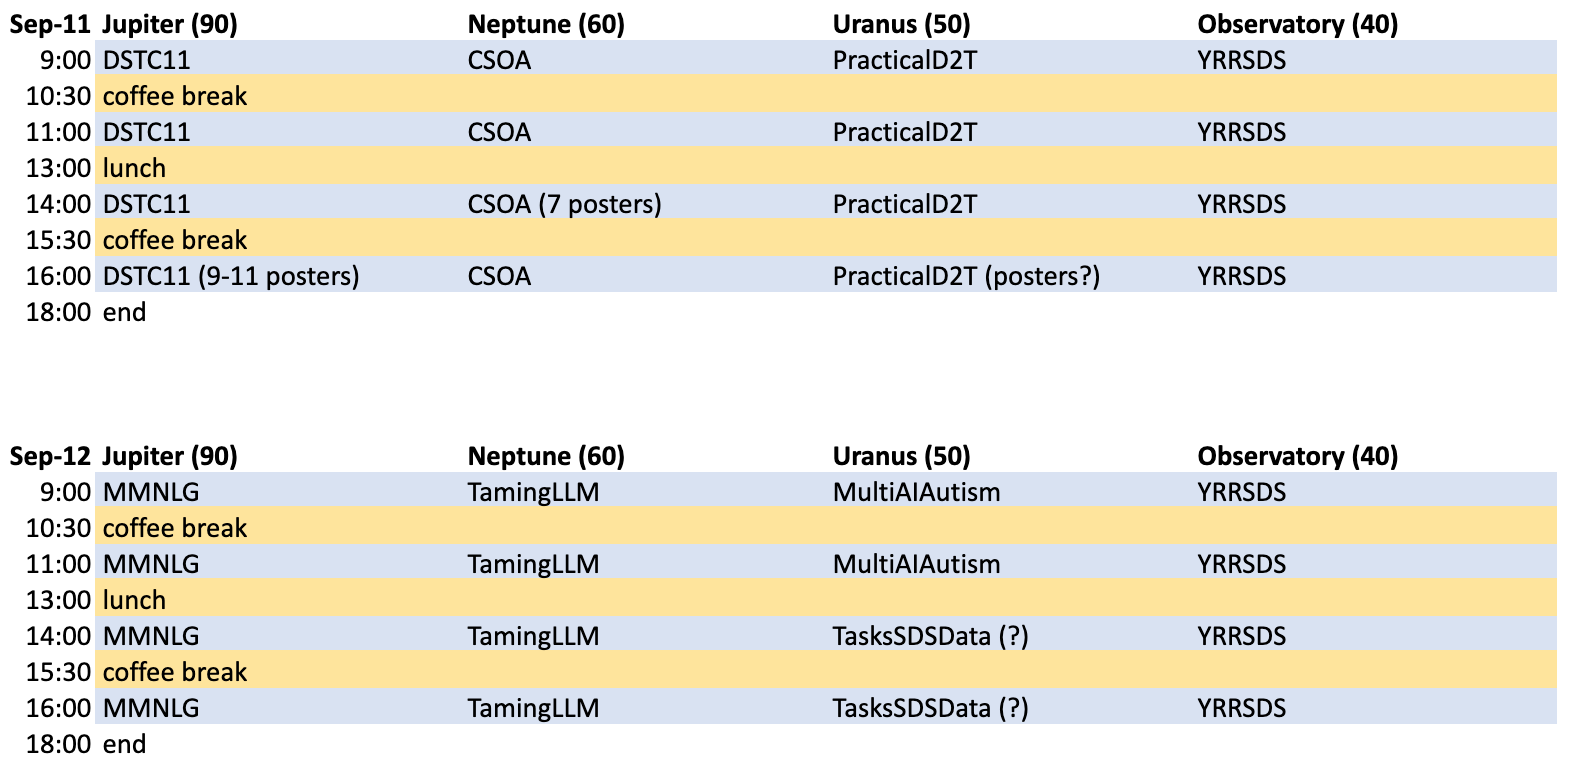 Sep-11 Jupiter (90) Neptune (60) Uranus (50) Observatory (40)
9:00 DSTC11 CSOA PracticalD2T YRRSDS
10:30 coffee break
11:00 DSTC11 CSOA PracticalD2T YRRSDS
13:00 lunch
14:00 DSTC11 CSOA (7 posters) PracticalD2T YRRSDS
15:30 coffee break
16:00 DSTC11 (9-11 posters) CSOA PracticalD2T (posters?) YRRSDS
18:00 end
Sep-12 Jupiter (90) Neptune (60) Uranus (50) Observatory (40)
9:00 MMNLG TamingLLM MultiAIAutism YRRSDS
10:30 coffee break
11:00 MMNLG TamingLLM MultiAIAutism YRRSDS
13:00 lunch
14:00 MMNLG TamingLLM TasksSDSData (?) YRRSDS
15:30 coffee break
16:00 MMNLG TamingLLM TasksSDSData (?) YRRSDS
18:00 end